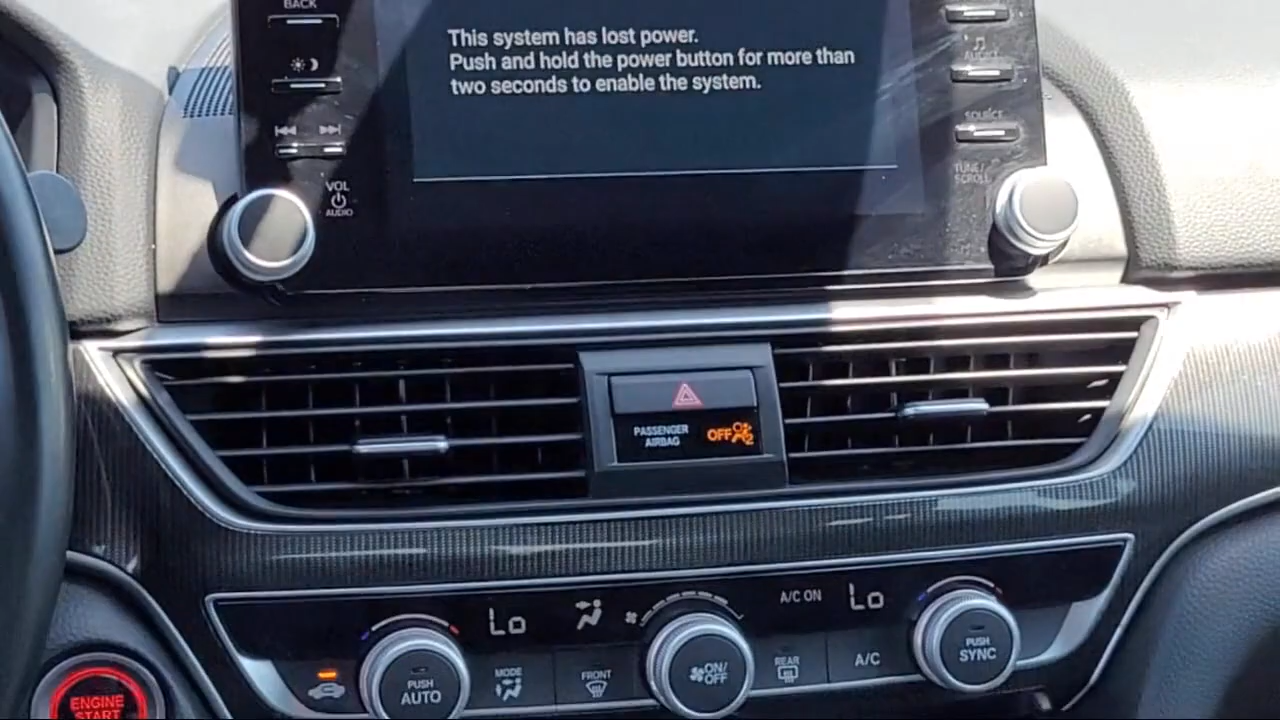 BACK
This system has lost power.
Push and hold the power button for more than
two seconds to enable the system.
AUDIO
SOURCE
TUNE/
SCROLL
VOL
AUDIO
PASSENGER
AIRBAG
OFF
2
Lo
A/C ON
Lo
PUSH
AUTO
MODE
FRONT
ON/
OFF
REAR
A/C
PUSH
SYNC
ENGINE
START